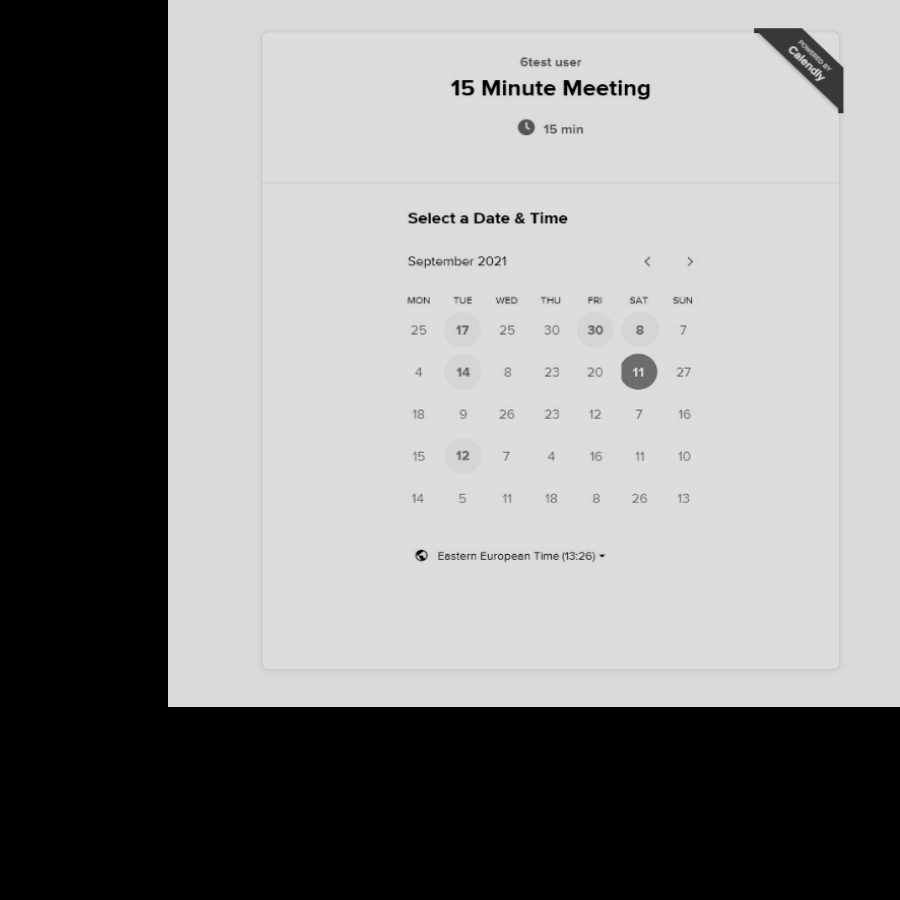 POWERED BY
Calendly
6test user
15 Minute Meeting
15 min
Select a Date & Time
September 2021
MON TUE WED THU FRI SAT SUN
25 17 25 30 30 8 7
4 14 8 23 20 11 27
18 9 26 23 12 7 16
15 12 7 4 16 11 10
14 5 11 18 8 26 13
Eastern European Time (13:26)